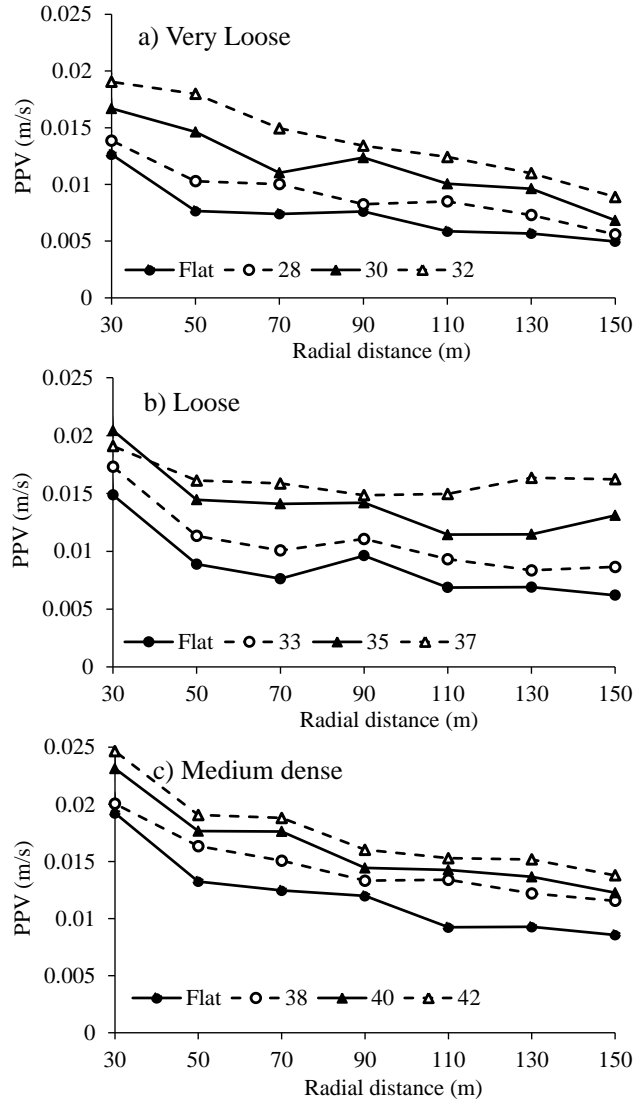 a) Very Loose
PPV (m/s)
0.025
0.02
0.015
0.01
0.005
0
Flat 28 30 32
30 50 70 90 110 130 150
Radial distance (m)
b) Loose
PPV (m/s)
0.025
0.02
0.015
0.01
0.005
0
Flat 33 35 37
30 50 70 90 110 130 150
Radial distance (m)
c) Medium dense
PPV (m/s)
0.025
0.02
0.015
0.01
0.005
0
Flat 38 40 42
30 50 70 90 110 130 150
Radial distance (m)